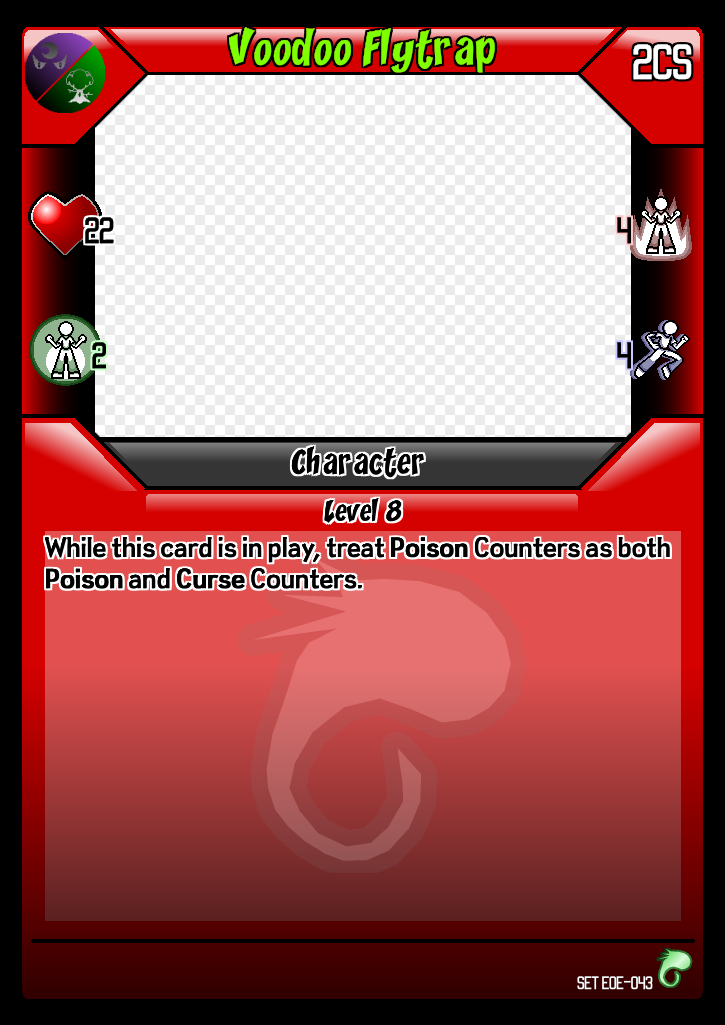 Voodoo Flytrap
2CS
22
4
2
4
Character
Level 8
While this card is in play, treat Poison Counters as both
Poison and Curse Counters.
SET EOE-043